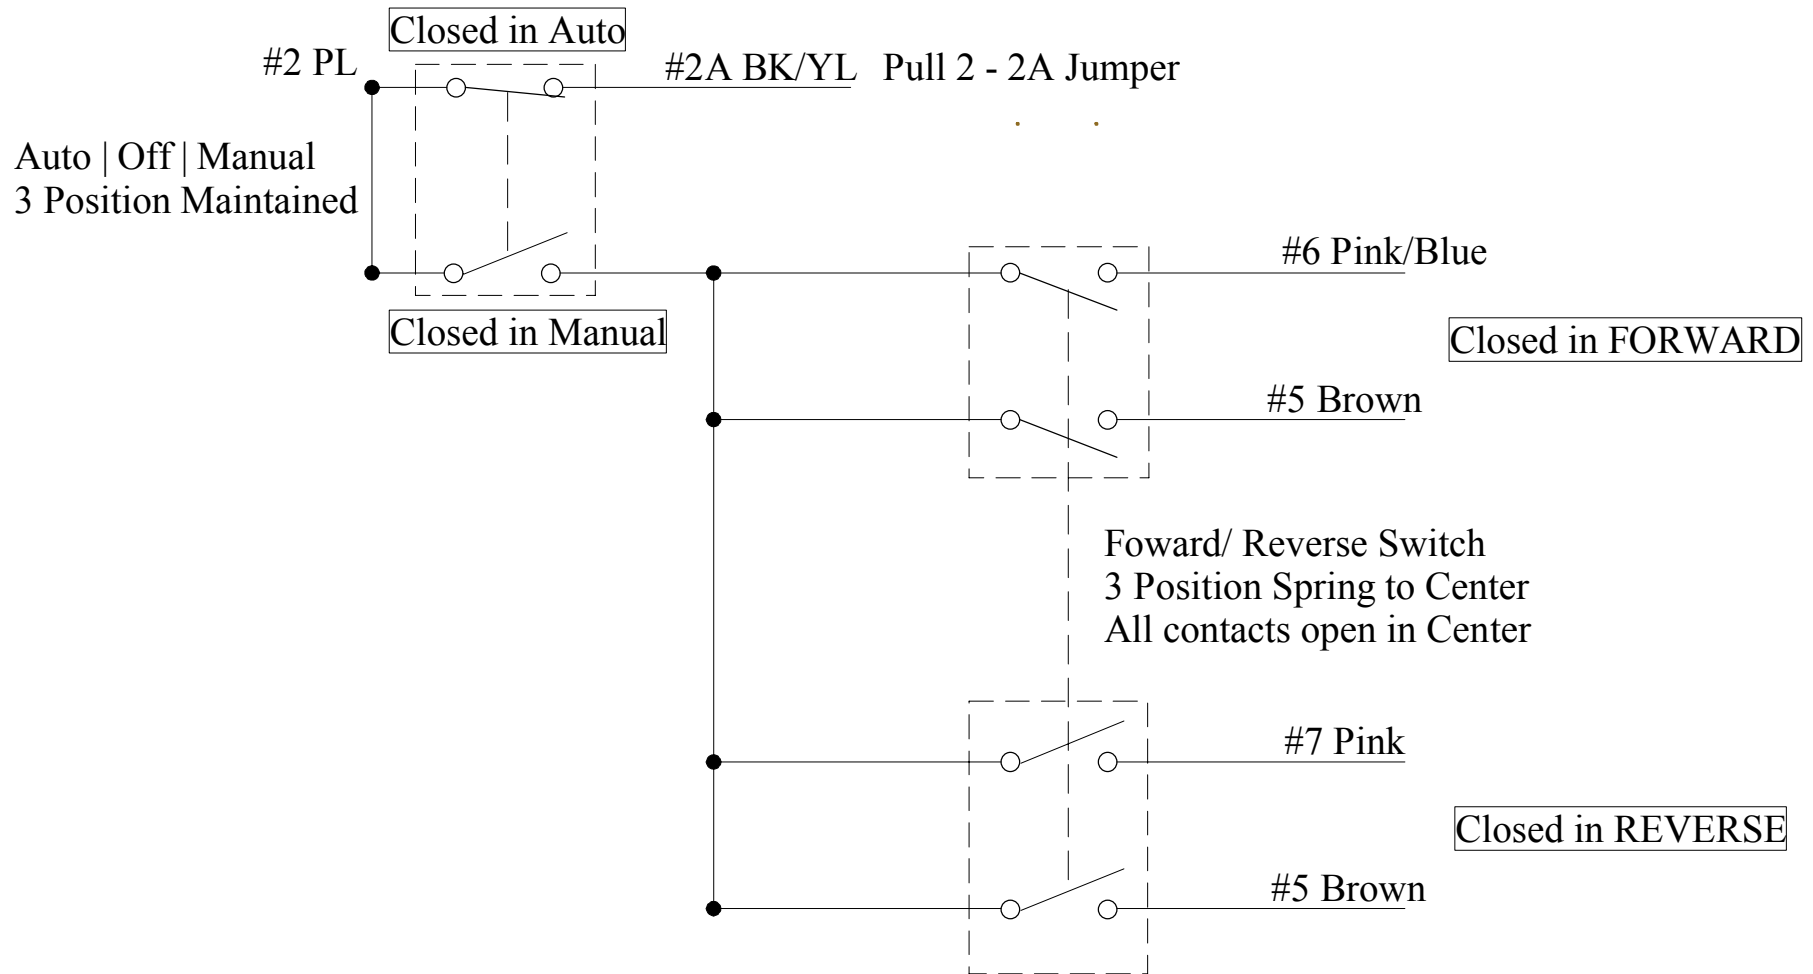 Closed in Auto
#2 PL
#2A BK/YL
Pull 2 - 2A Jumper
Auto | Off | Manual
3 Position Maintained
Closed in Manual
#6 Pink/Blue
Closed in FORWARD
#5 Brown
Foward/ Reverse Switch
3 Position Spring to Center
All contacts open in Center
#7 Pink
Closed in REVERSE
#5 Brown